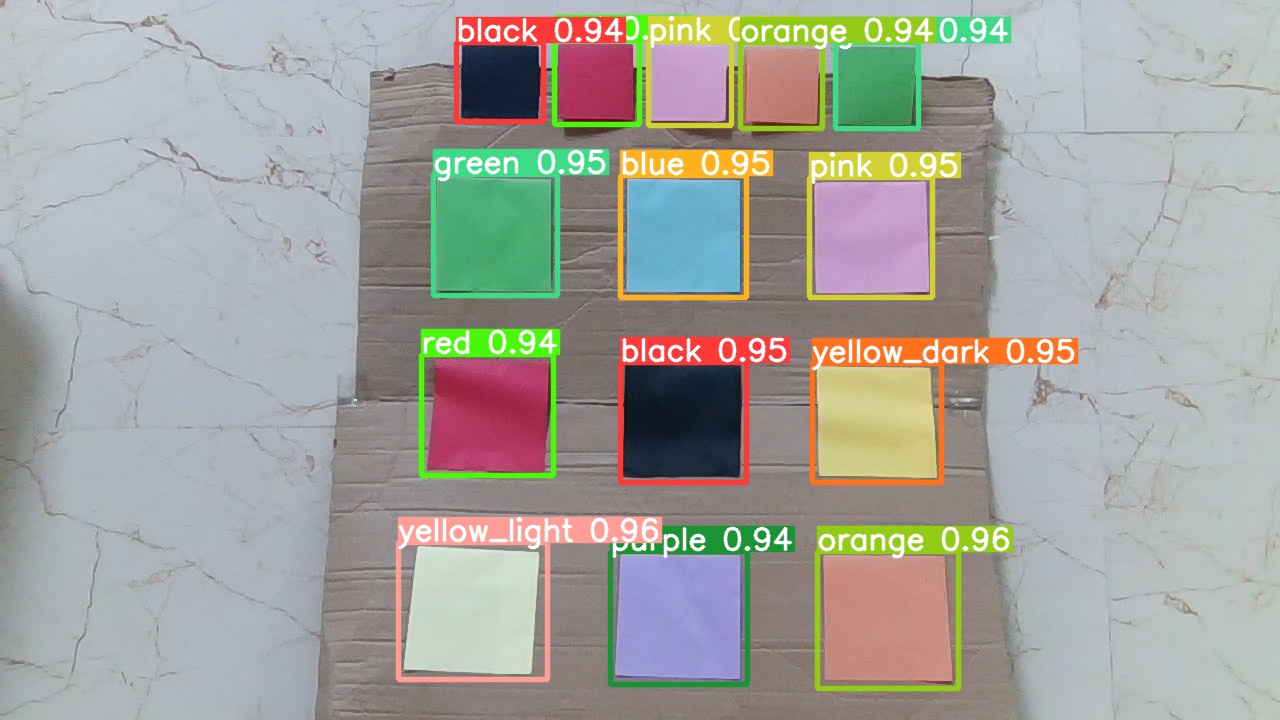 black 0.94 0. pink orange 0.94 0.94
green 0.95 blue 0.95 pink 0.95
red 0.94 black 0.95 yellow_dark 0.95
yellow_light 0.96 purple 0.94 orange 0.96